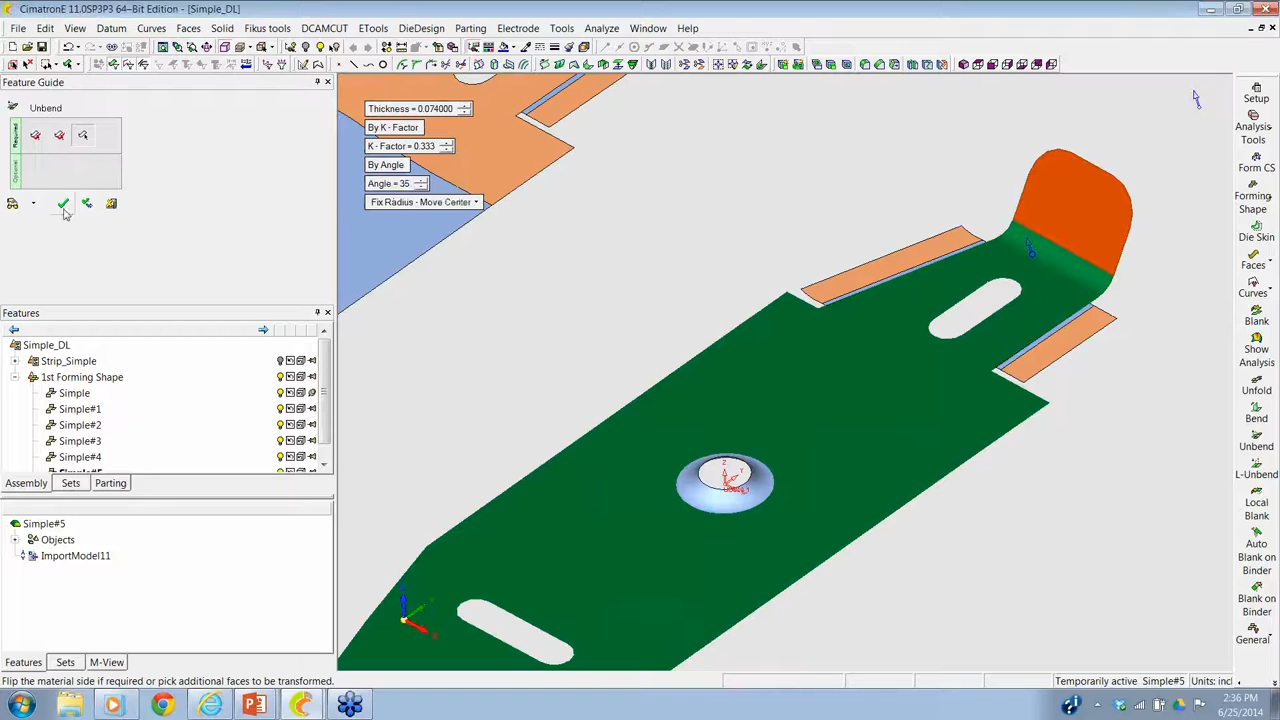 CimatronE 11.0SP3P3 64–Bit Edition - [Simple_DL]
File Edit View Datum Curves Faces Solid Fikus tools DCAMCUT ETools DieDesign Parting Electrode Tools Analyze Window Help
Feature Guide
Unbend
Required
Optional
Thickness = 0.074000
By K - Factor
K - Factor = 0.333
By Angle
Angle = 35
Fix Radius - Move Center
Features
Simple_DL
Strip_Simple
1st Forming Shape
Simple
Simple#1
Simple#2
Simple#3
Simple#4
Simple#5
Assembly Sets Parting
Simple#5
Objects
ImportModel11
Features Sets M-View
Z
Y
X
Setup
Analysis Tools
Form CS
Forming Shape
Die Skin
Faces
Curves
Blank
Show Analysis
Unfold
Bend
Unbend
L-Unbend
Local Blank
Auto Blank on Binder
Blank on Binder
General
Flip the material side if required or pick additional faces to be transformed.
Temporarily active Simple#5 Units: incl
2:36 PM
6/25/2014